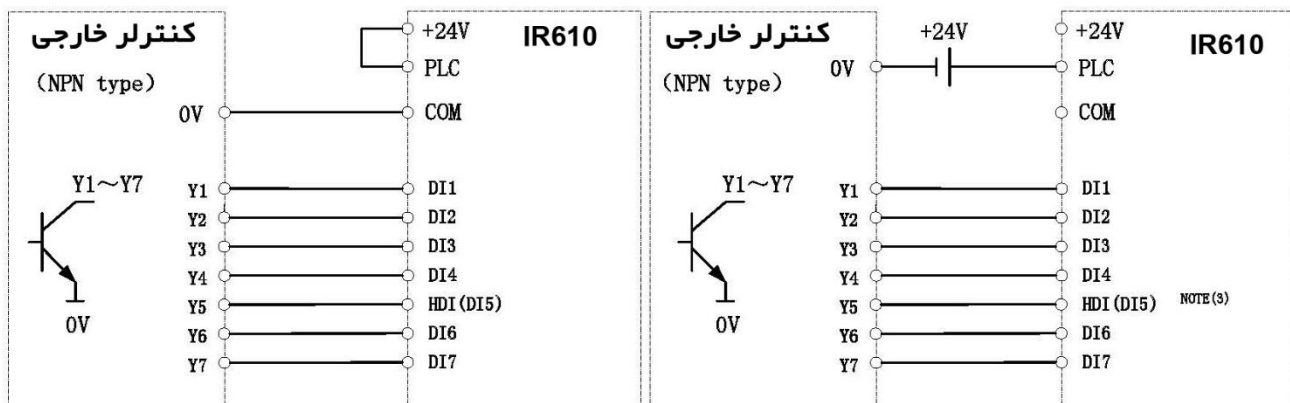 کنترلر خارجی
(NPN type)
+24V
PLC
IR610
0V
COM
Y1~Y7
0V
Y1
DI1
Y2
DI2
Y3
DI3
Y4
DI4
Y5
HDI(DI5)
Y6
DI6
Y7
DI7
کنترلر خارجی
(NPN type)
+24V
+24V
IR610
0V
PLC
COM
Y1~Y7
0V
Y1
DI1
Y2
DI2
Y3
DI3
Y4
DI4
Y5
HDI(DI5) NOTE(3)
Y6
DI6
Y7
DI7